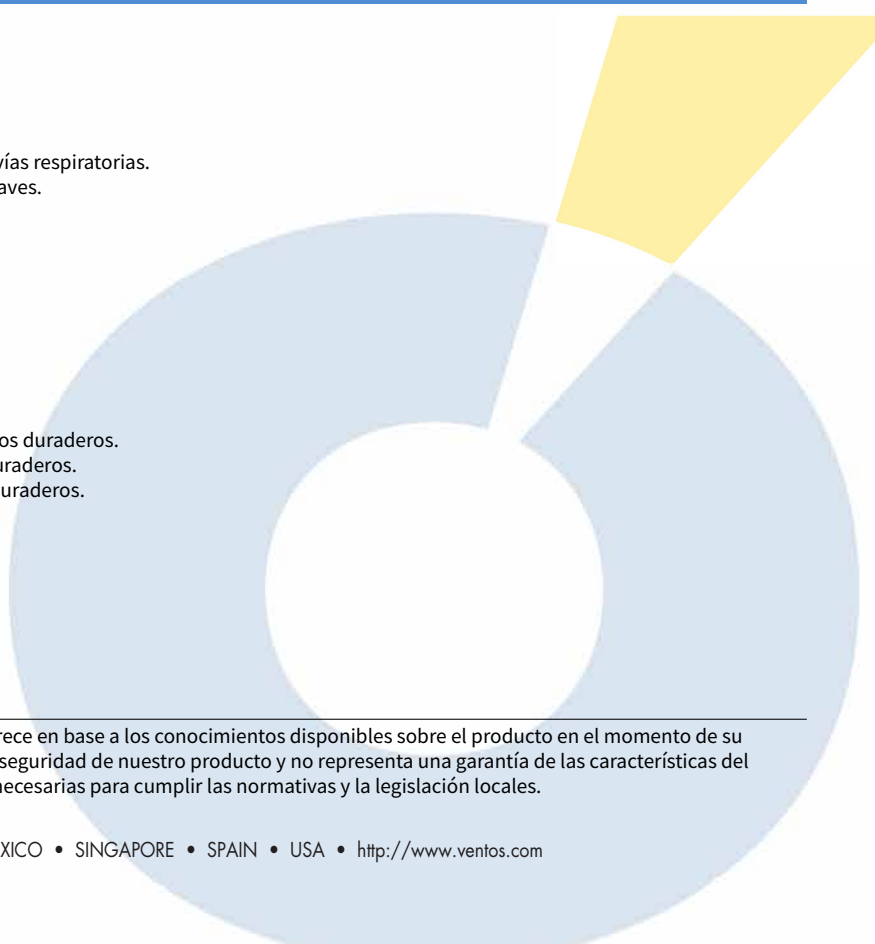 vías respiratorias.
aves.
os duraderos.
uraderos.
uraderos.
rece en base a los conocimientos disponibles sobre el producto en el momento de su
seguridad de nuestro producto y no representa una garantía de las características del
necesarias para cumplir las normativas y la legislación locales.
XICO • SINGAPORE • SPAIN • USA • http://www.ventos.com